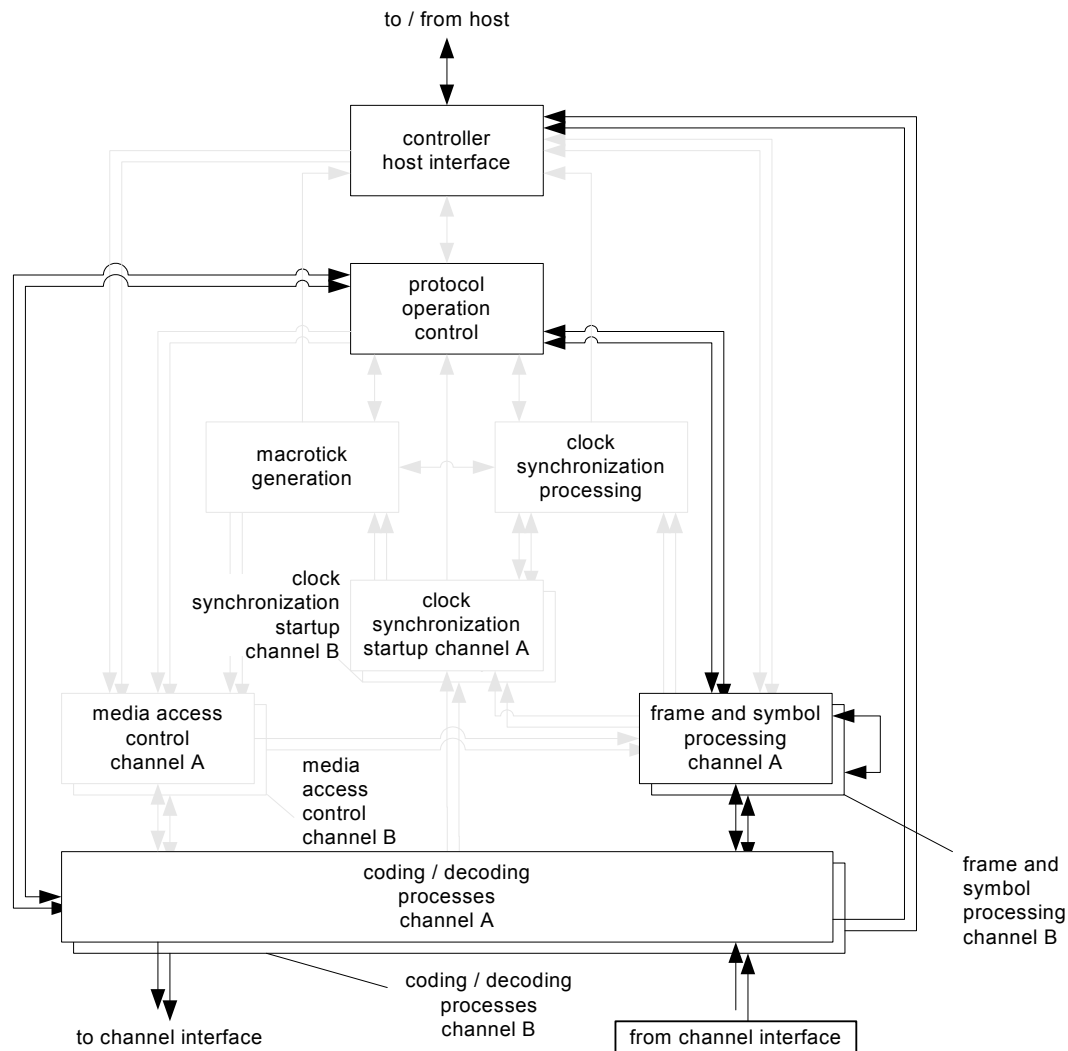 to / from host
controller
host interface
protocol
operation
control
macrotick
generation
clock
synchronization
processing
clock
synchronization
startup
channel B
clock
synchronization
startup channel A
media access
control
channel A
frame and symbol
processing
channel A
media
access
control
channel B
coding / decoding
processes
channel A
frame and
symbol
processing
channel B
coding / decoding
processes
channel B
to channel interface
from channel interface